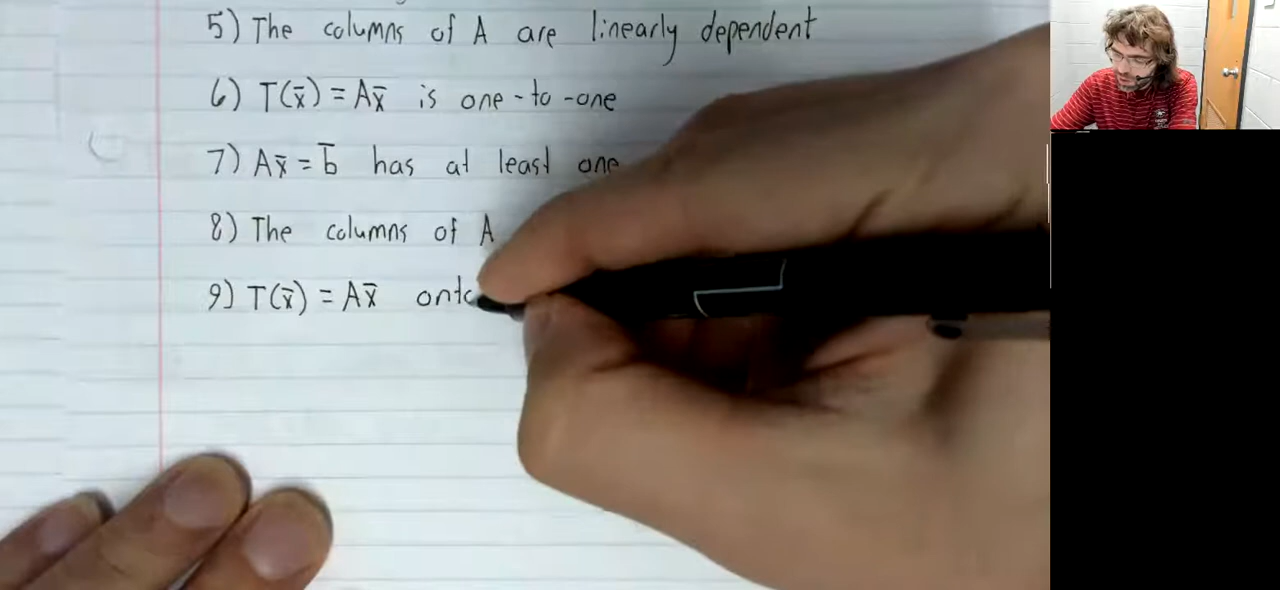 5) The columns of A are linearly dependent
6) T(x̄) = Ax̄ is one-to-one
7) Ax̄ = b̄ has at least one
8) The columns of A
9) T(x̄) = Ax̄ onto